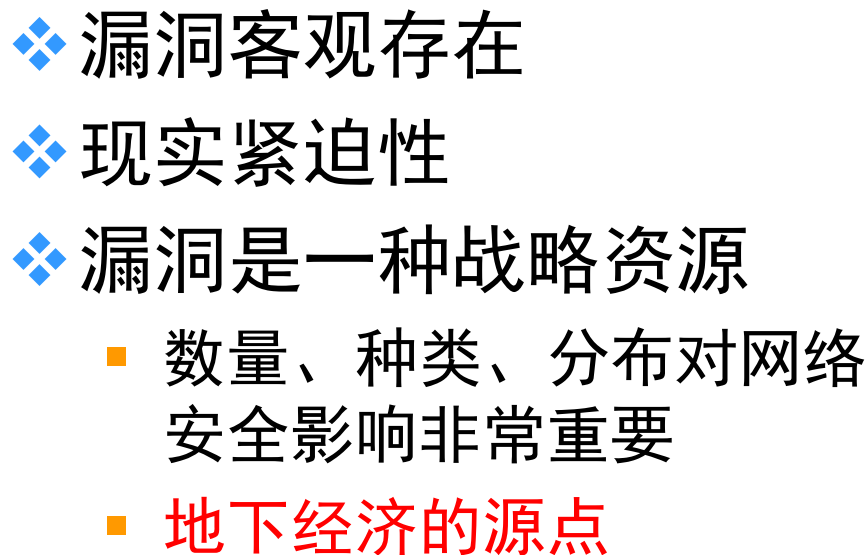 漏洞客观存在
现实紧迫性
漏洞是一种战略资源
数量、种类、分布对网络
安全影响非常重要
地下经济的源点